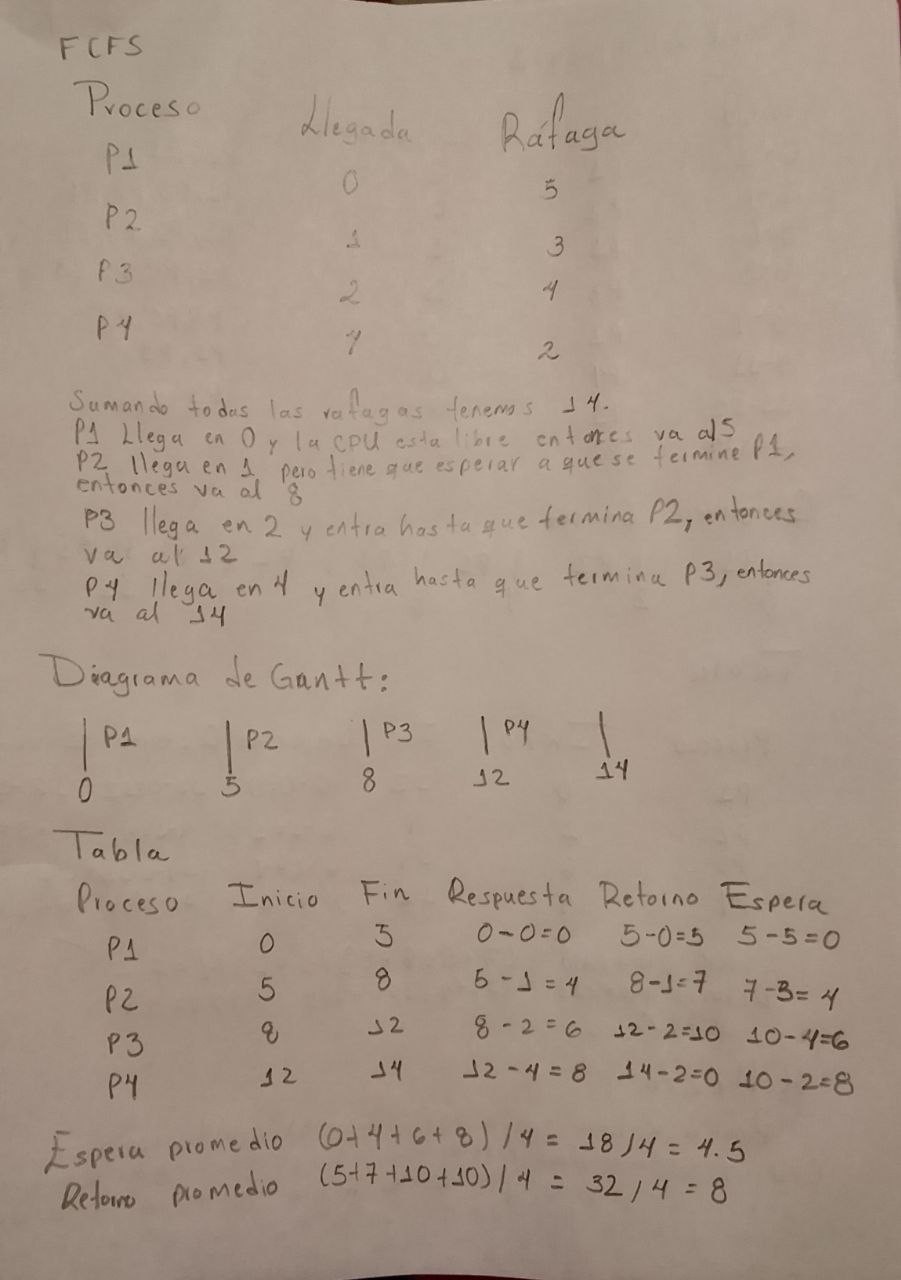 FCFS
Proceso Llegada Ráfaga
P1 0 5
P2 1 3
P3 2 4
P4 4 2
Sumando todas las rafagas tenemos 14.
P1 Llega en 0 y la CPU esta libre entonces va al 5
P2 llega en 1 pero tiene que esperar a que se termine P1,
entonces va al 8
P3 llega en 2 y entra hasta que termina P2, entonces
va al 12
P4 llega en 4 y entra hasta que termina P3, entonces
va al 14
Diagrama de Gantt:
| P1 | P2 | P3 | P4 |
0 5 8 12 14
Tabla
Proceso Inicio Fin Respuesta Retorno Espera
P1 0 5 0-0=0 5-0=5 5-5=0
P2 5 8 5-1=4 8-1=7 7-3=4
P3 8 12 8-2=6 12-2=10 10-4=6
P4 12 14 12-4=8 14-2=0 10-2=8
Espera promedio (0+4+6+8)/4= 18/4= 4.5
Retorno promedio (5+7+10+10)/4 = 32/4 = 8